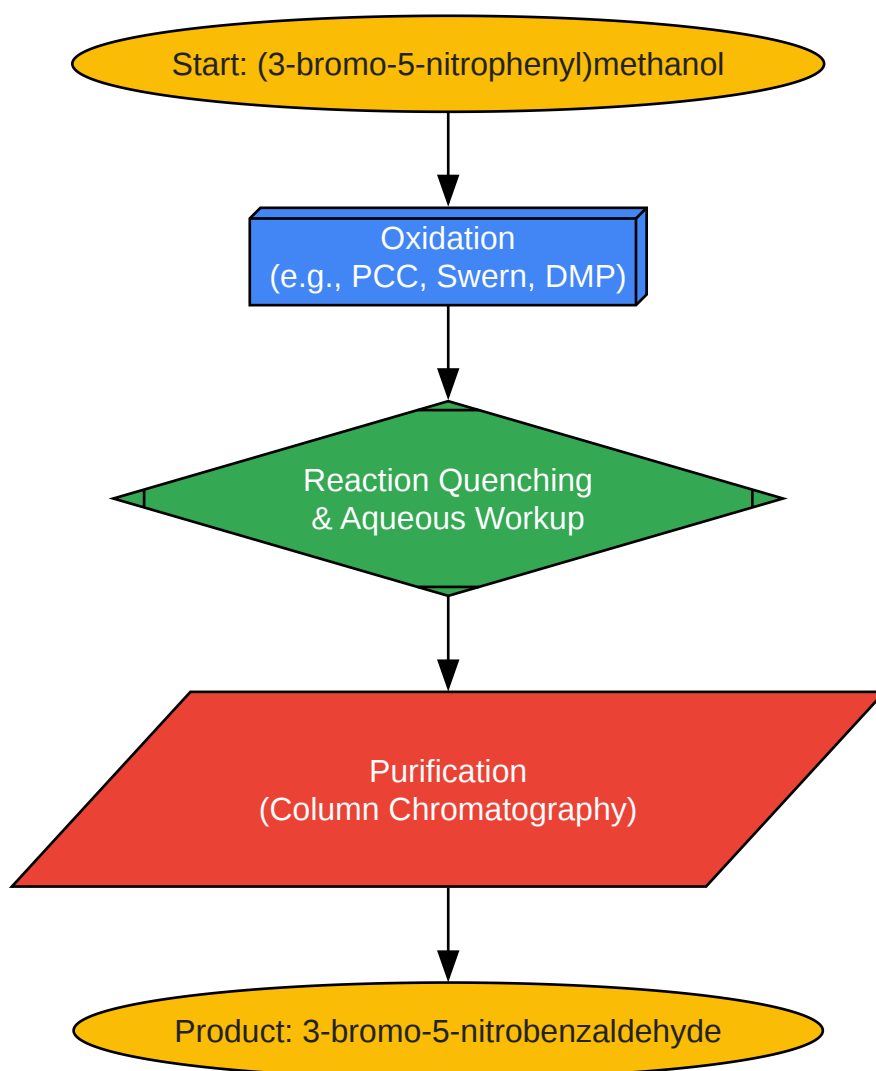 Start: (3-bromo-5-nitrophenyl)methanol
Oxidation
(e.g., PCC, Swern, DMP)
Reaction Quenching
& Aqueous Workup
Purification
(Column Chromatography)
Product: 3-bromo-5-nitrobenzaldehyde